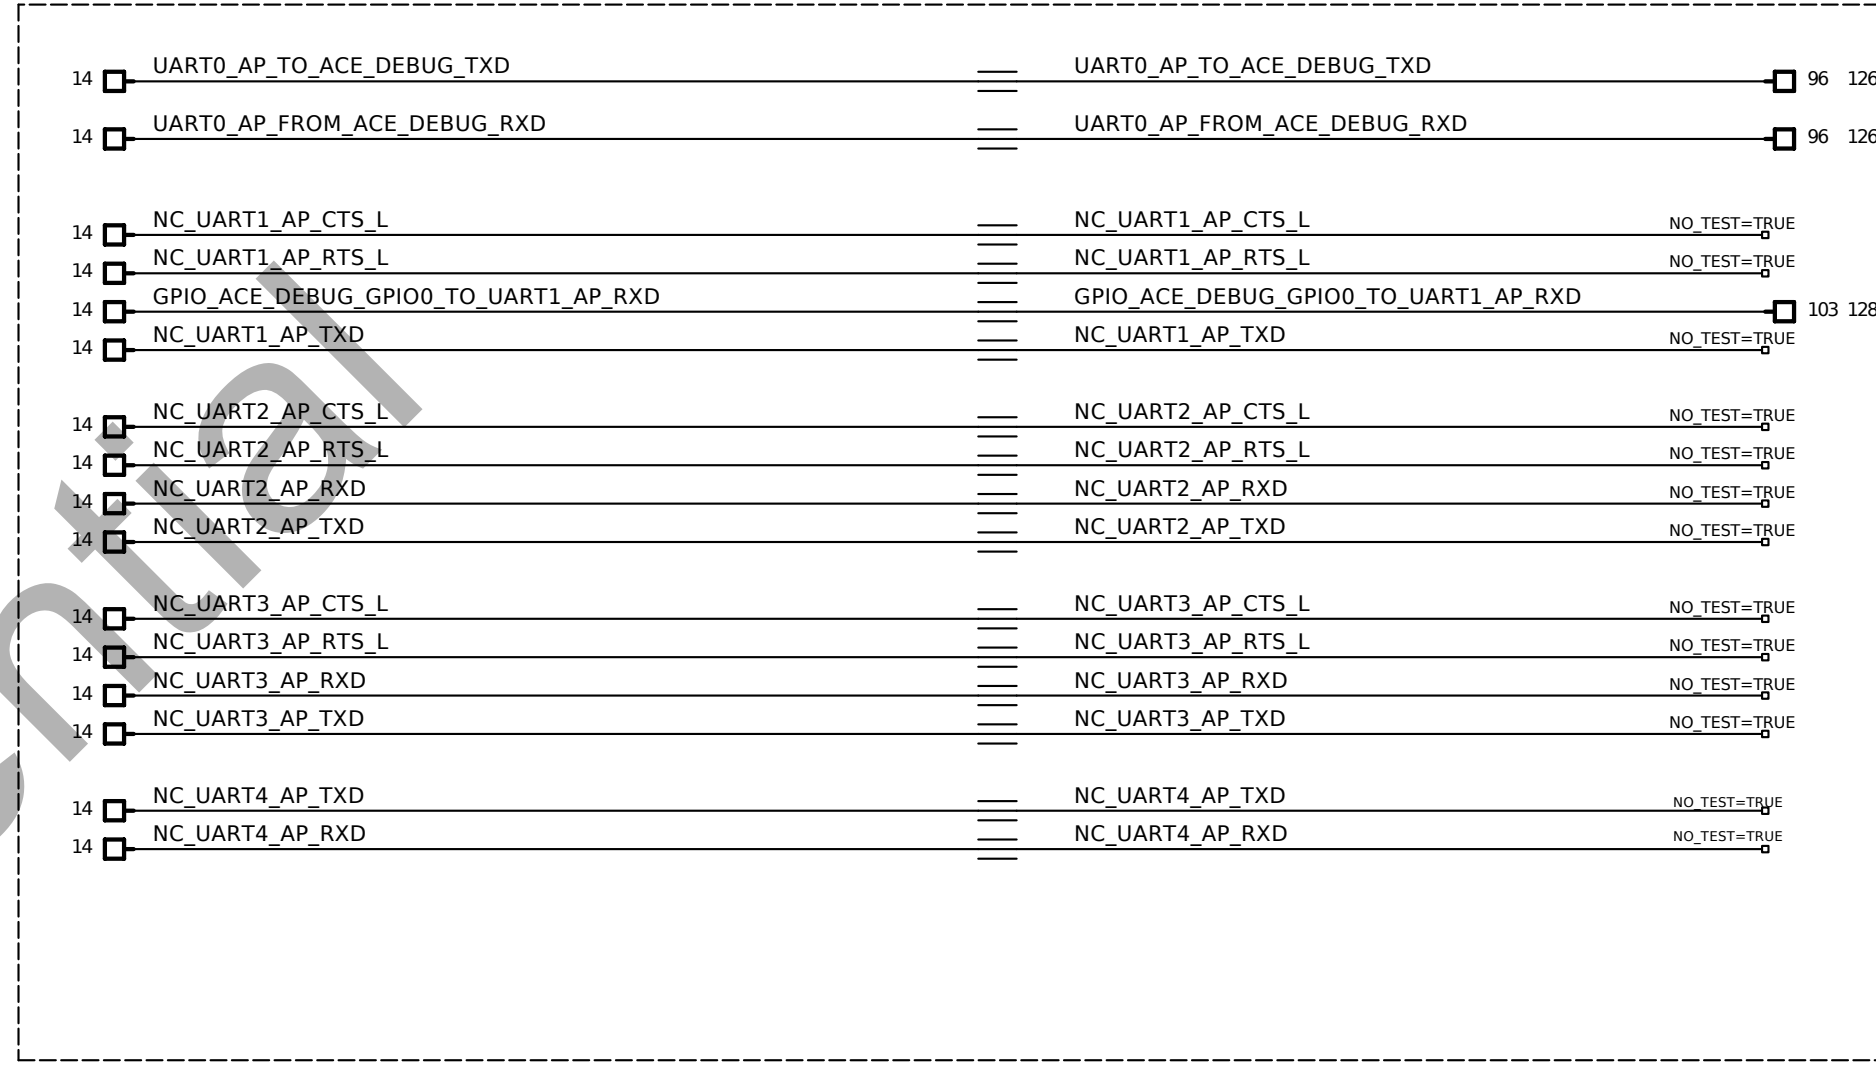 14 UART0_AP_TO_ACE_DEBUG_TXD UART0_AP_TO_ACE_DEBUG_TXD 96 126
14 UART0_AP_FROM_ACE_DEBUG_RXD UART0_AP_FROM_ACE_DEBUG_RXD 96 126
14 NC_UART1_AP_CTS_L NC_UART1_AP_CTS_L NO_TEST=TRUE
14 NC_UART1_AP_RTS_L NC_UART1_AP_RTS_L NO_TEST=TRUE
14 GPIO_ACE_DEBUG_GPIO0_TO_UART1_AP_RXD GPIO_ACE_DEBUG_GPIO0_TO_UART1_AP_RXD 103 128
14 NC_UART1_AP_TXD NC_UART1_AP_TXD NO_TEST=TRUE
14 NC_UART2_AP_CTS_L NC_UART2_AP_CTS_L NO_TEST=TRUE
14 NC_UART2_AP_RTS_L NC_UART2_AP_RTS_L NO_TEST=TRUE
14 NC_UART2_AP_RXD NC_UART2_AP_RXD NO_TEST=TRUE
14 NC_UART2_AP_TXD NC_UART2_AP_TXD NO_TEST=TRUE
14 NC_UART3_AP_CTS_L NC_UART3_AP_CTS_L NO_TEST=TRUE
14 NC_UART3_AP_RTS_L NC_UART3_AP_RTS_L NO_TEST=TRUE
14 NC_UART3_AP_RXD NC_UART3_AP_RXD NO_TEST=TRUE
14 NC_UART3_AP_TXD NC_UART3_AP_TXD NO_TEST=TRUE
14 NC_UART4_AP_TXD NC_UART4_AP_TXD NO_TEST=TRUE
14 NC_UART4_AP_RXD NC_UART4_AP_RXD NO_TEST=TRUE
ential